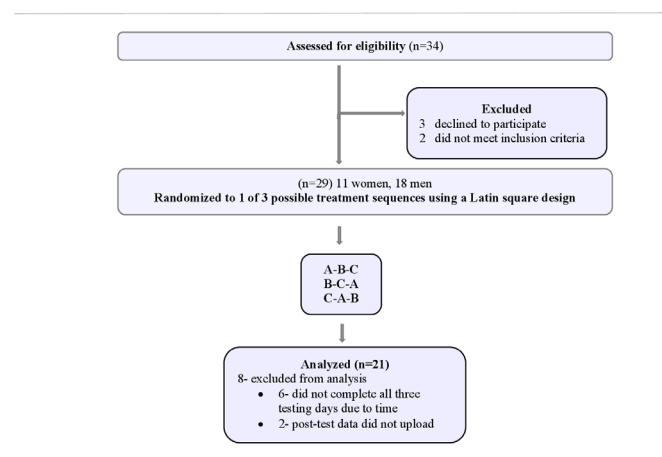 Assessed for eligibility (n=34)
Excluded
3 declined to participate
2 did not meet inclusion criteria
(n=29) 11 women, 18 men
Randomized to 1 of 3 possible treatment sequences using a Latin square design
A-B-C
B-C-A
C-A-B
Analyzed (n=21)
8- excluded from analysis
• 6- did not complete all three
testing days due to time
• 2- post-test data did not upload